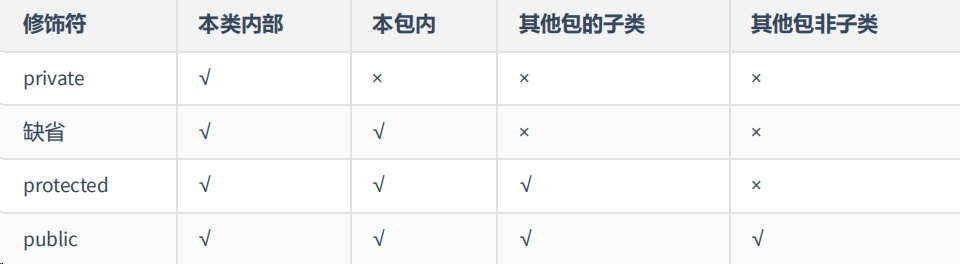 修饰符 本类内部 本包内 其他包的子类 其他包非子类
private √ × × ×
缺省 √ √ × ×
protected √ √ √ ×
public √ √ √ √